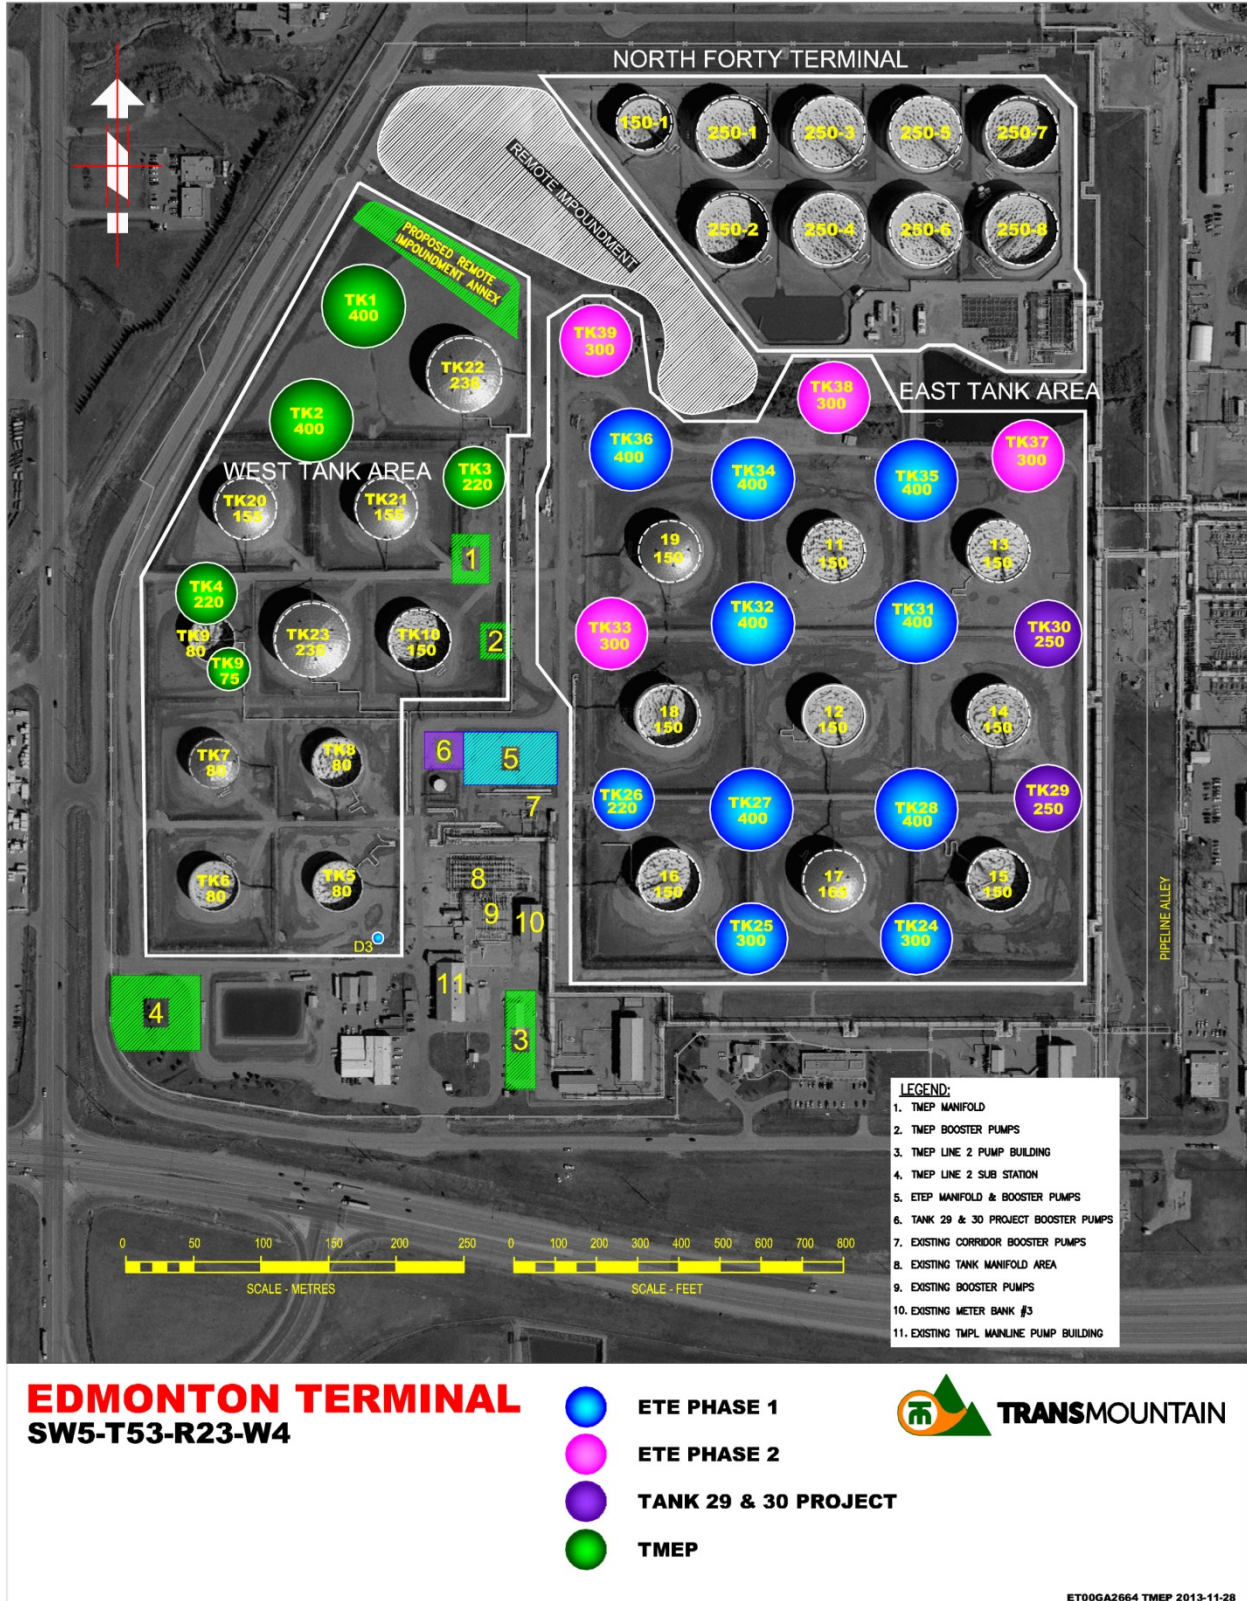 NORTH FORTY TERMINAL
150-1
250-1
250-3
250-5
250-7
REMOTE IMPOUNDMENT
250-2
250-4
250-6
250-8
PROPOSED REMOTE
IMPOUNDMENT ANNEX
TK1
400
TK39
300
TK22
238
TK38
300
EAST TANK AREA
TK2
400
TK36
400
TK37
300
WEST TANK AREA
TK3
220
TK34
400
TK35
400
TK20
155
TK21
155
1
19
150
11
150
13
150
TK4
220
TK9
80
TK23
238
TK10
150
2
TK33
300
TK32
400
TK31
400
TK30
250
TK9
75
18
150
12
150
14
150
TK7
80
TK8
80
6
5
7
TK26
220
TK27
400
TK28
400
TK29
250
TK6
80
TK5
80
8
9
10
16
150
17
165
15
150
D3
TK25
300
TK24
300
PIPELINE ALLEY
11
4
3
LEGEND:
1. TMEP MANIFOLD
2. TMEP BOOSTER PUMPS
3. TMEP LINE 2 PUMP BUILDING
4. TMEP LINE 2 SUB STATION
5. ETEP MANIFOLD & BOOSTER PUMPS
6. TANK 29 & 30 PROJECT BOOSTER PUMPS
7. EXISTING CORRIDOR BOOSTER PUMPS
8. EXISTING TANK MANIFOLD AREA
9. EXISTING BOOSTER PUMPS
10. EXISTING METER BANK #3
11. EXISTING TMPL MAINLINE PUMP BUILDING
0 50 100 150 200 250
SCALE - METRES
0 100 200 300 400 500 600 700 800
SCALE - FEET
EDMONTON TERMINAL
SW5-T53-R23-W4
ETE PHASE 1
ETE PHASE 2
TANK 29 & 30 PROJECT
TMEP
TRANSMOUNTAIN
ET00GA2664 TMEP 2013-11-28